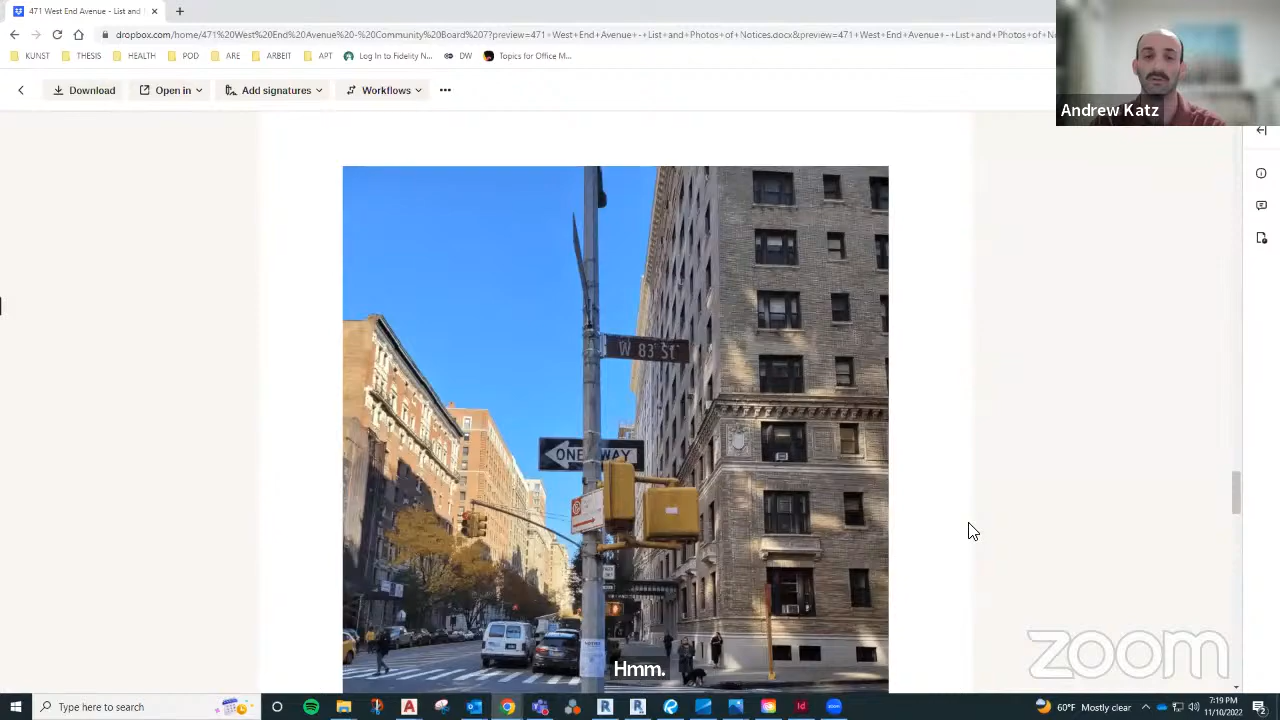 471 West End Avenue - List and
dropbox.com/home/471%20West%20End%20Avenue%20-%20Community%20Board%207?preview=471+West+End+Avenue+-+List+and+Photos+of+Notices.docx&preview=471+West+End+Avenue+-+List+and+Photos+of+No
KUNST
THESIS
HEALTH
POD
ARE
ARBEIT
APT
Log In to Fidelity N...
DW
Topics for Office M...
Download
Open in
Add signatures
Workflows
Andrew Katz
W 83 St
ONE WAY
Hmm.
zoom
Type here to search
60°F Mostly clear
7:19 PM
11/10/2022
2